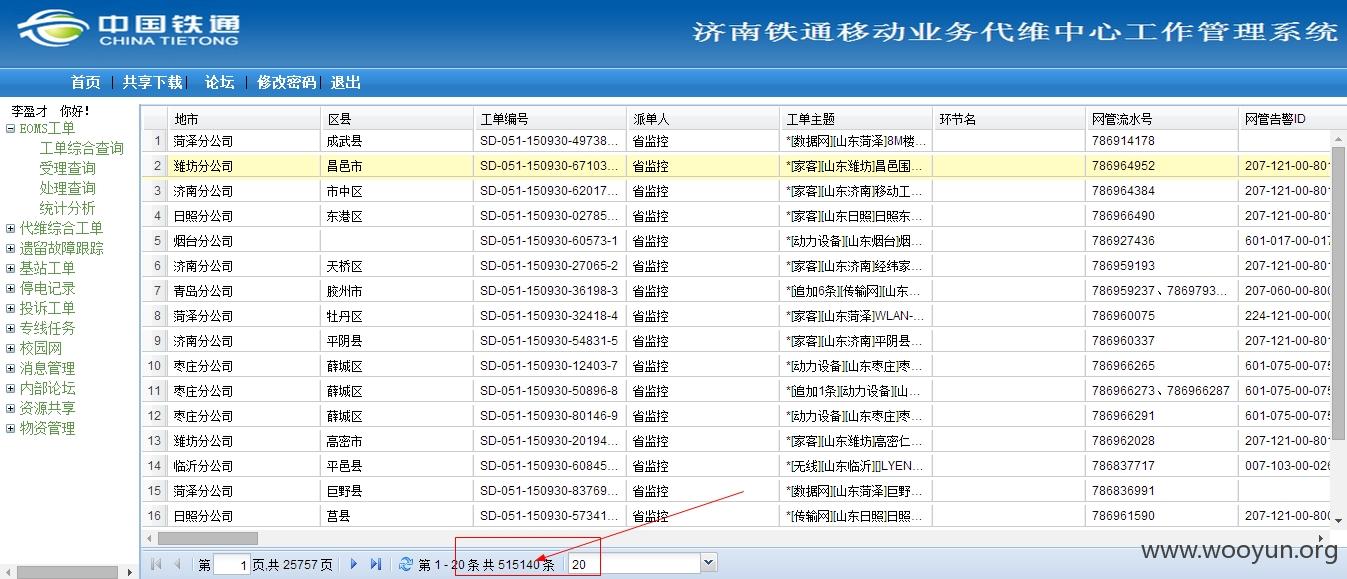 中国铁通
CHINA TIETONG
济南铁通移动业务代维中心工作管理系统
首页 | 共享下载 | 论坛 | 修改密码 | 退出
李盈才 你好!
EOMS工单
工单综合查询
受理查询
处理查询
统计分析
代维综合工单
遗留故障跟踪
基站工单
停电记录
投诉工单
专线任务
校园网
消息管理
内部论坛
资源共享
物资管理
地市 区县 工单编号 派单人 工单主题 环节名 网管流水号 网管告警ID
1 菏泽分公司 成武县 SD-051-150930-49738... 省监控 *[数据网][山东菏泽]8M楼... 786914178
2 潍坊分公司 昌邑市 SD-051-150930-67103... 省监控 *[家客][山东潍坊]昌邑围... 786964952 207-121-00-801
3 济南分公司 市中区 SD-051-150930-62017... 省监控 *[家客][山东济南]移动工... 786964384 207-121-00-801
4 日照分公司 东港区 SD-051-150930-02785... 省监控 *[家客][山东日照]日照东... 786966490 207-121-00-801
5 烟台分公司 SD-051-150930-60573-1 省监控 *[动力设备][山东烟台]烟... 786927436 601-017-00-017
6 济南分公司 天桥区 SD-051-150930-27065-2 省监控 *[家客][山东济南]经纬家... 786959193 207-121-00-801
7 青岛分公司 胶州市 SD-051-150930-36198-3 省监控 *[追加6条][传输网][山东... 786959237、7869793... 207-060-00-800
8 菏泽分公司 牡丹区 SD-051-150930-32418-4 省监控 *[家客][山东菏泽]WLAN-... 786960075 224-121-00-000
9 济南分公司 平阴县 SD-051-150930-54831-5 省监控 *[家客][山东济南]平阴县... 786960337 207-121-00-801
10 枣庄分公司 薛城区 SD-051-150930-12403-7 省监控 *[动力设备][山东枣庄]枣... 786966265 601-075-00-075
11 枣庄分公司 薛城区 SD-051-150930-50896-8 省监控 *[追加1条][动力设备][山... 786966273、786966287 601-075-00-075
12 枣庄分公司 薛城区 SD-051-150930-80146-9 省监控 *[动力设备][山东枣庄]枣... 786966291 601-075-00-075
13 潍坊分公司 高密市 SD-051-150930-20194... 省监控 *[家客][山东潍坊]高密仁... 786962028 207-121-00-801
14 临沂分公司 平邑县 SD-051-150930-60845... 省监控 *[无线][山东临沂][]LYEN... 786837717 007-103-00-026
15 菏泽分公司 巨野县 SD-051-150930-83769... 省监控 *[数据网][山东菏泽]巨野... 786836991
16 日照分公司 莒县 SD-051-150930-57341... 省监控 *[传输网][山东日照]日照... 786961590 207-121-00-800
第 1 页,共 25757 页 第 1 - 20 条 共 515140 条 20
www.wooyun.org